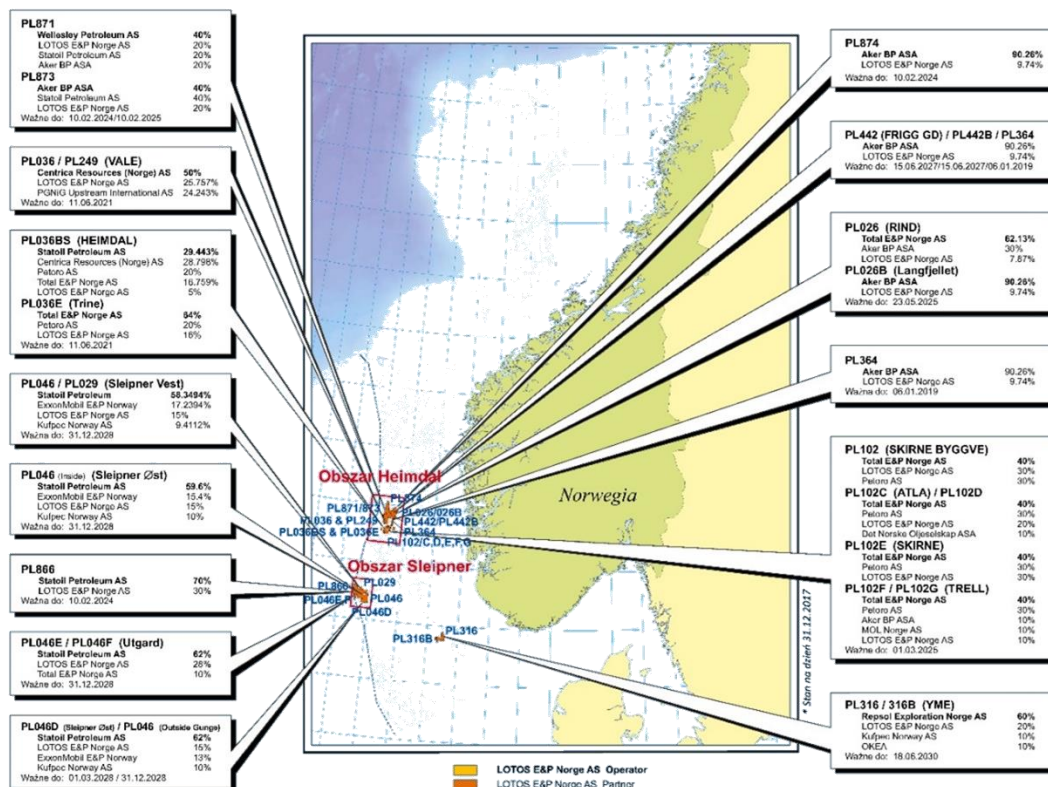 PL871
Wellesley Petroleum AS 40%
LOTOS E&P Norge AS 20%
Statoil Petroleum AS 20%
Aker BP ASA 20%
PL873
Aker BP ASA 40%
Statoil Petroleum AS 40%
LOTOS E&P Norge AS 20%
Ważne do: 10.02.2024/10.02.2025
PL036 / PL249 (VALE)
Centrica Resources (Norge) AS 50%
LOTOS E&P Norge AS 25.757%
PGNiG Upstream International AS 24.243%
Ważne do: 11.06.2021
PL036BS (HEIMDAL)
Statoil Petroleum AS 29.443%
Centrica Resources (Norge) AS 28.798%
Petoro AS 20%
Total E&P Norge AS 16.759%
LOTOS E&P Norge AS 5%
PL036E (Trine)
Total E&P Norge AS 64%
Petoro AS 20%
LOTOS E&P Norge AS 16%
Ważne do: 11.06.2021
PL046 / PL029 (Sleipner Vest)
Statoil Petroleum 58.3494%
ExxonMobil E&P Norway 17.2394%
LOTOS E&P Norge AS 15%
Kufpec Norway AS 9.4112%
Ważna do: 31.12.2028
PL046 (Inside) (Sleipner Øst)
Statoil Petroleum AS 59.6%
ExxonMobil E&P Norway 15.4%
LOTOS E&P Norge AS 15%
Kufpec Norway AS 10%
Ważna do: 31.12.2028
PL866
Statoil Petroleum AS 70%
LOTOS E&P Norge AS 30%
Ważna do: 10.02.2024
PL046E / PL046F (Utgard)
Statoil Petroleum AS 62%
LOTOS E&P Norge AS 28%
Total E&P Norge AS 10%
Ważne do: 31.12.2028
PL046D (Sleipner Øst) / PL046 (Outside Gunge)
Statoil Petroleum AS 62%
LOTOS E&P Norge AS 15%
ExxonMobil E&P Norway 13%
Kufpec Norway AS 10%
Ważne do: 01.03.2028 / 31.12.2028
Obszar Heimdal
PL874
PL871/873
PL026/026B
PL036 & PL249
PL442/PL442B
PL036BS & PL036E
PL364
PL102/C,D,E,F,G
Norwegia
Obszar Sleipner
PL029
PL866
PL046E,F
PL046
PL046D
PL316
PL316B
* Stan na dzień 31.12.2017
PL874
Aker BP ASA 90.26%
LOTOS E&P Norge AS 9.74%
Ważna do: 10.02.2024
PL442 (FRIGG GD) / PL442B / PL364
Aker BP ASA 90.26%
LOTOS E&P Norge AS 9.74%
Ważne do: 15.06.2027/15.06.2027/06.01.2019
PL026 (RIND)
Total E&P Norge AS 62.13%
Aker BP ASA 30%
LOTOS E&P Norge AS 7.87%
PL026B (Langfjellet)
Aker BP ASA 90.26%
LOTOS E&P Norge AS 9.74%
Ważne do: 23.05.2025
PL364
Aker BP ASA 90.26%
LOTOS E&P Norge AS 9.74%
Ważna do: 06.01.2019
PL102 (SKIRNE BYGGVE)
Total E&P Norge AS 40%
LOTOS E&P Norge AS 30%
Petoro AS 30%
PL102C (ATLA) / PL102D
Total E&P Norge AS 40%
Petoro AS 30%
LOTOS E&P Norge AS 20%
Det Norske Oljeselskap ASA 10%
PL102E (SKIRNE)
Total E&P Norge AS 40%
Petoro AS 30%
LOTOS E&P Norge AS 30%
PL102F / PL102G (TRELL)
Total E&P Norge AS 40%
Petoro AS 30%
Aker BP ASA 10%
MOL Norge AS 10%
LOTOS E&P Norge AS 10%
Ważne do: 01.03.2025
PL316 / 316B (YME)
Repsol Exploration Norge AS 60%
LOTOS E&P Norge AS 20%
Kufpec Norway AS 10%
OKEA 10%
Ważne do: 18.06.2030
LOTOS E&P Norge AS Operator
LOTOS E&P Norge AS Partner